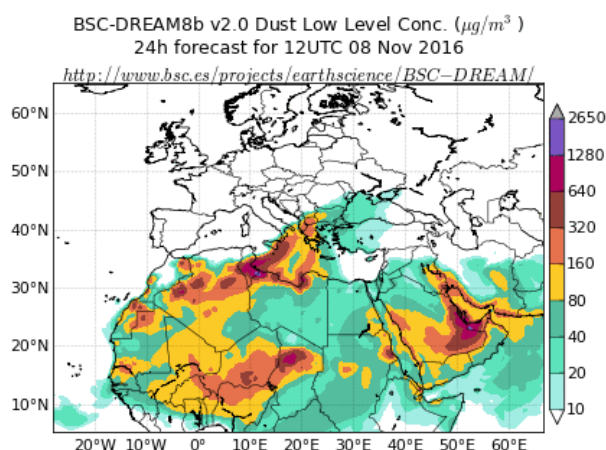 BSC-DREAM8b v2.0 Dust Low Level Conc. (μg/m³ )
24h forecast for 12UTC 08 Nov 2016
http://www.bsc.es/projects/earthscience/BSC−DREAM/
60°N
50°N
40°N
30°N
20°N
10°N
20°W 10°W 0° 10°E 20°E 30°E 40°E 50°E 60°E
2650
1280
640
320
160
80
40
20
10